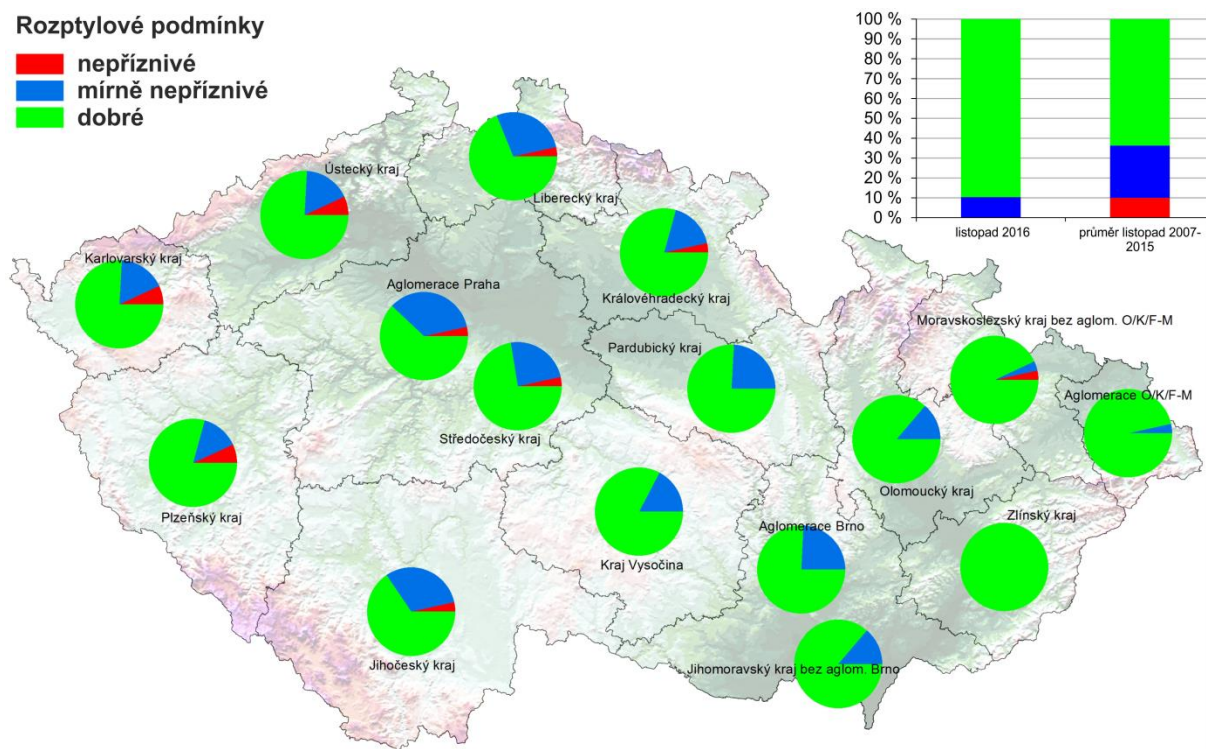 Rozptylové podmínky
nepříznivé
mírně nepříznivé
dobré
100 %
90 %
80 %
70 %
60 %
50 %
40 %
30 %
20 %
10 %
0 %
listopad 2016
průměr listopad 2007-
2015
Ústecký kraj
Liberecký kraj
Karlovarský kraj
Aglomerace Praha
Královéhradecký kraj
Moravskoslezský kraj bez aglom. O/K/F-M
Pardubický kraj
Aglomerace O/K/F-M
Středočeský kraj
Olomoucký kraj
Plzeňský kraj
Zlínský kraj
Aglomerace Brno
Kraj Vysočina
Jihočeský kraj
Jihomoravský kraj bez aglom. Brno